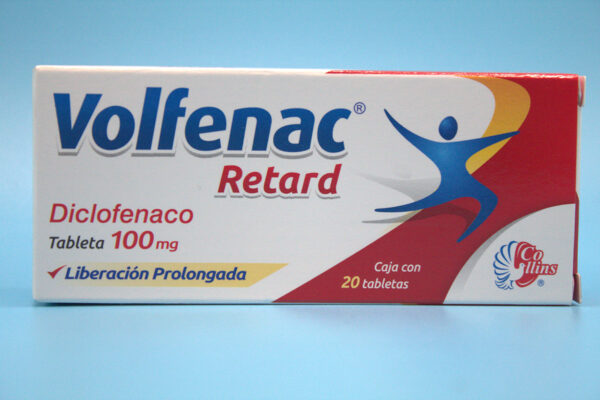 Volfenac®
Retard
Diclofenaco
Tableta 100 mg
Liberación Prolongada
Caja con
20 tabletas
Collins®